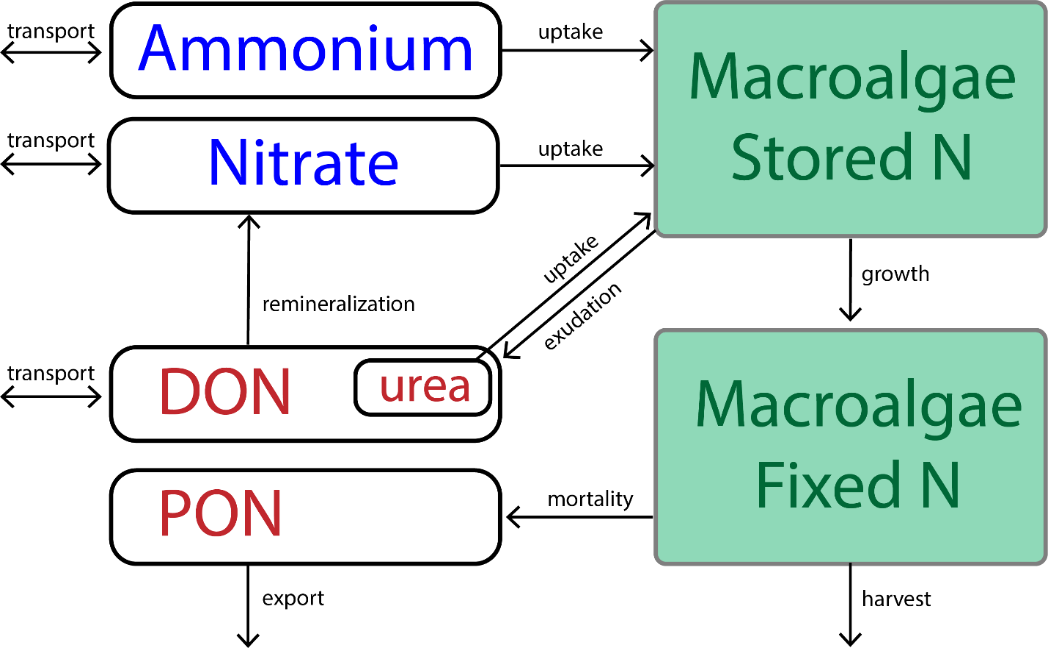 transport
Ammonium
uptake
Macroalgae
Stored N
transport
Nitrate
uptake
uptake
exudation
remineralization
growth
transport
DON
urea
Macroalgae
Fixed N
PON
mortality
export
harvest